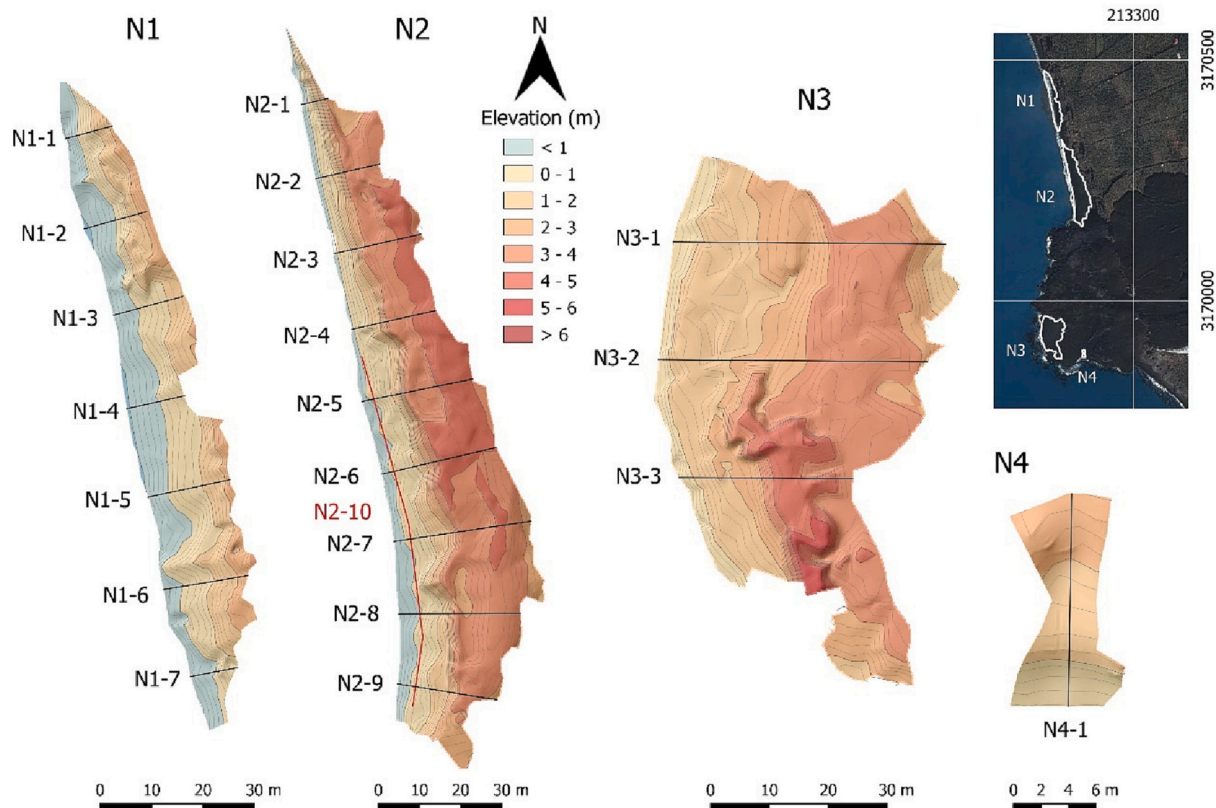 N1
N2
N
N3
213300
3170500
3170000
N1
N2
N3
N4
Elevation (m)
< 1
0 - 1
1 - 2
2 - 3
3 - 4
4 - 5
5 - 6
> 6
N1-1
N1-2
N1-3
N1-4
N1-5
N1-6
N1-7
N2-1
N2-2
N2-3
N2-4
N2-5
N2-6
N2-10
N2-7
N2-8
N2-9
N3-1
N3-2
N3-3
N4
N4-1
0 10 20 30 m
0 10 20 30 m
0 10 20 30 m
0 2 4 6 m